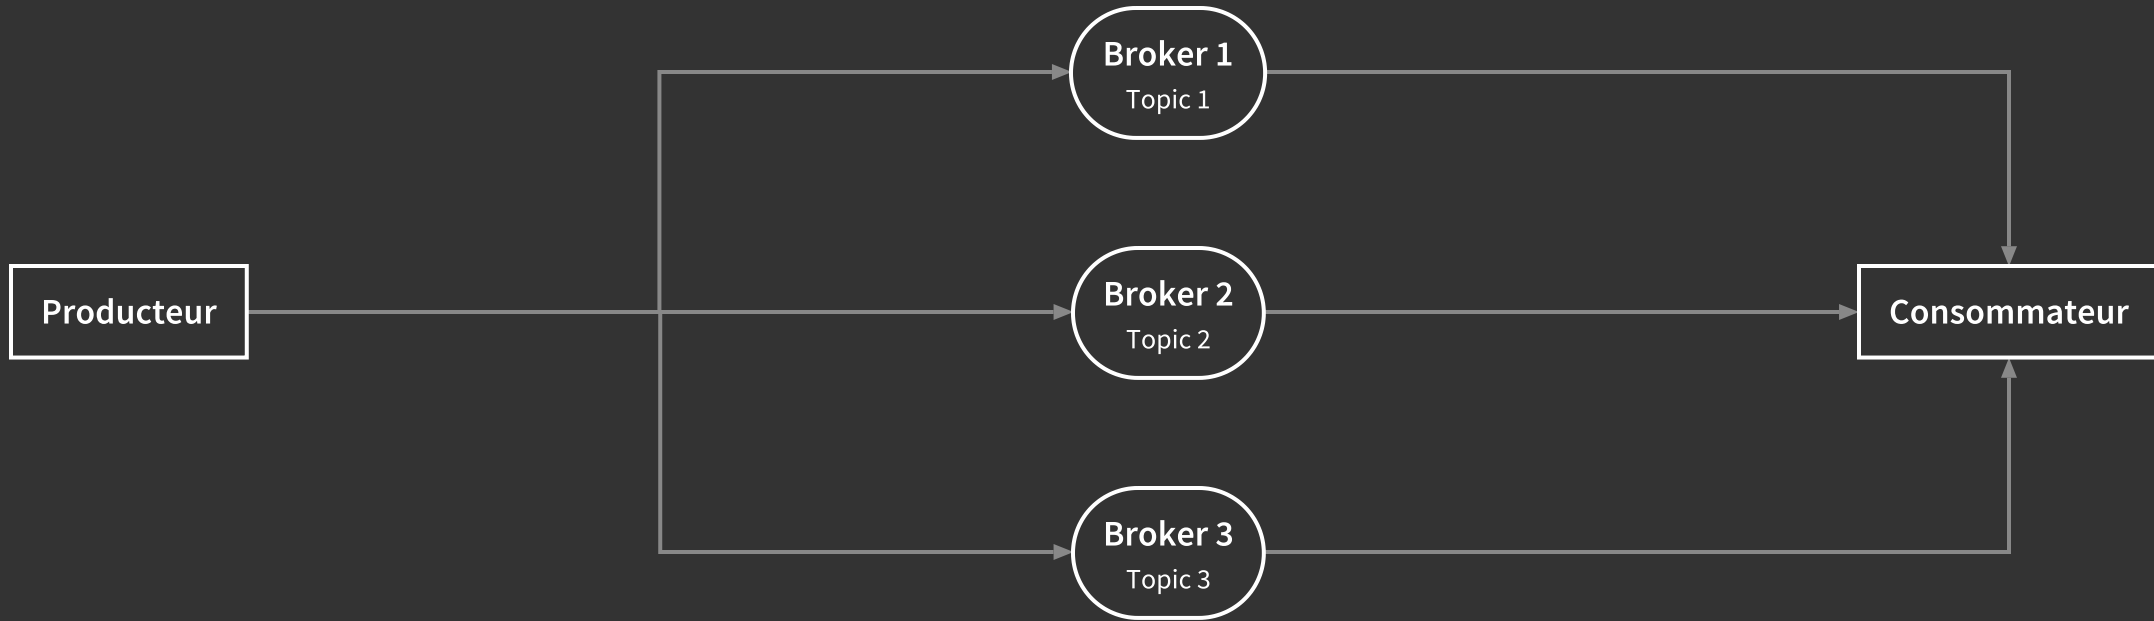 Broker 1
Topic 1
Producteur
Broker 2
Topic 2
Consommateur
Broker 3
Topic 3